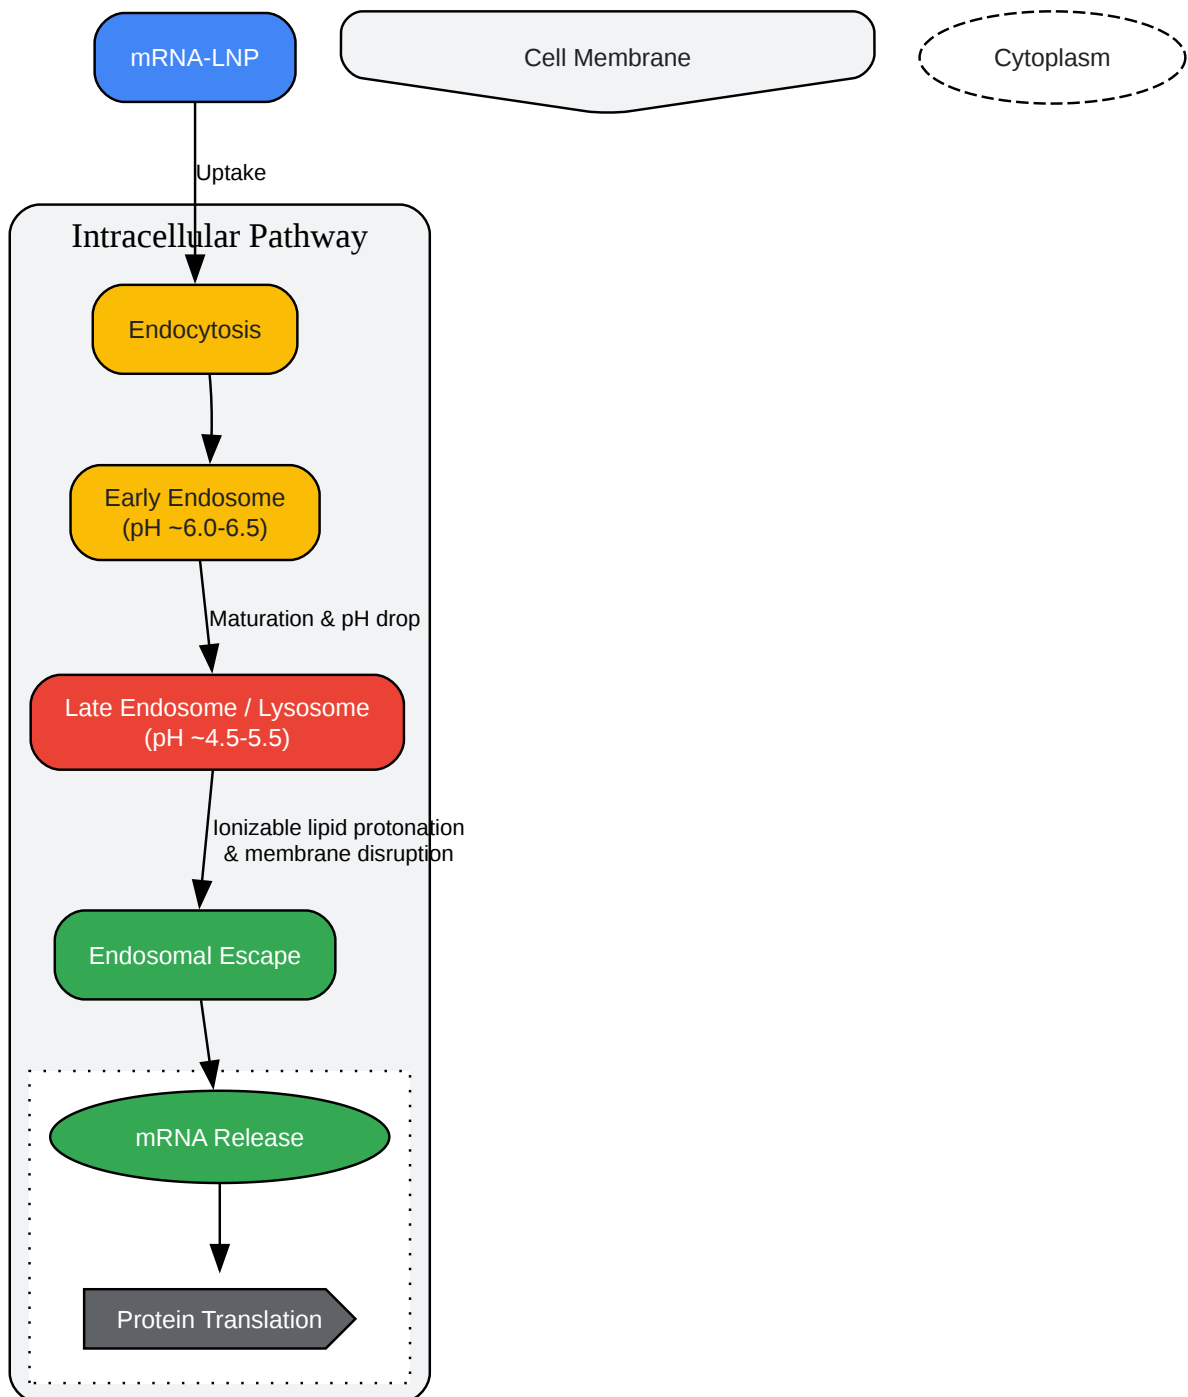 mRNA-LNP
Cell Membrane
Cytoplasm
Uptake
Intracellular Pathway
Endocytosis
Early Endosome
(pH ~6.0-6.5)
Maturation & pH drop
Late Endosome / Lysosome
(pH ~4.5-5.5)
Ionizable lipid protonation
& membrane disruption
Endosomal Escape
mRNA Release
Protein Translation